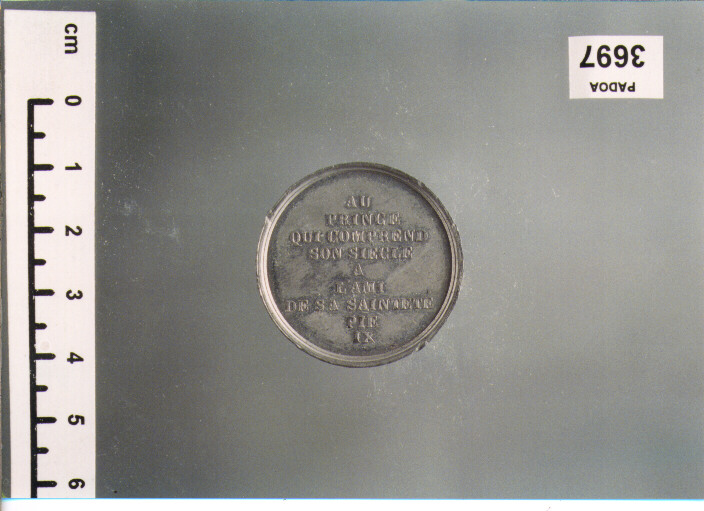 cm
0
1
2
3
4
5
6
3697
PADOA
AU
PRINCE
QUI COMPREND
SON SIECLE
A
L'AMI
DE SA SAINTETE
PIE
IX